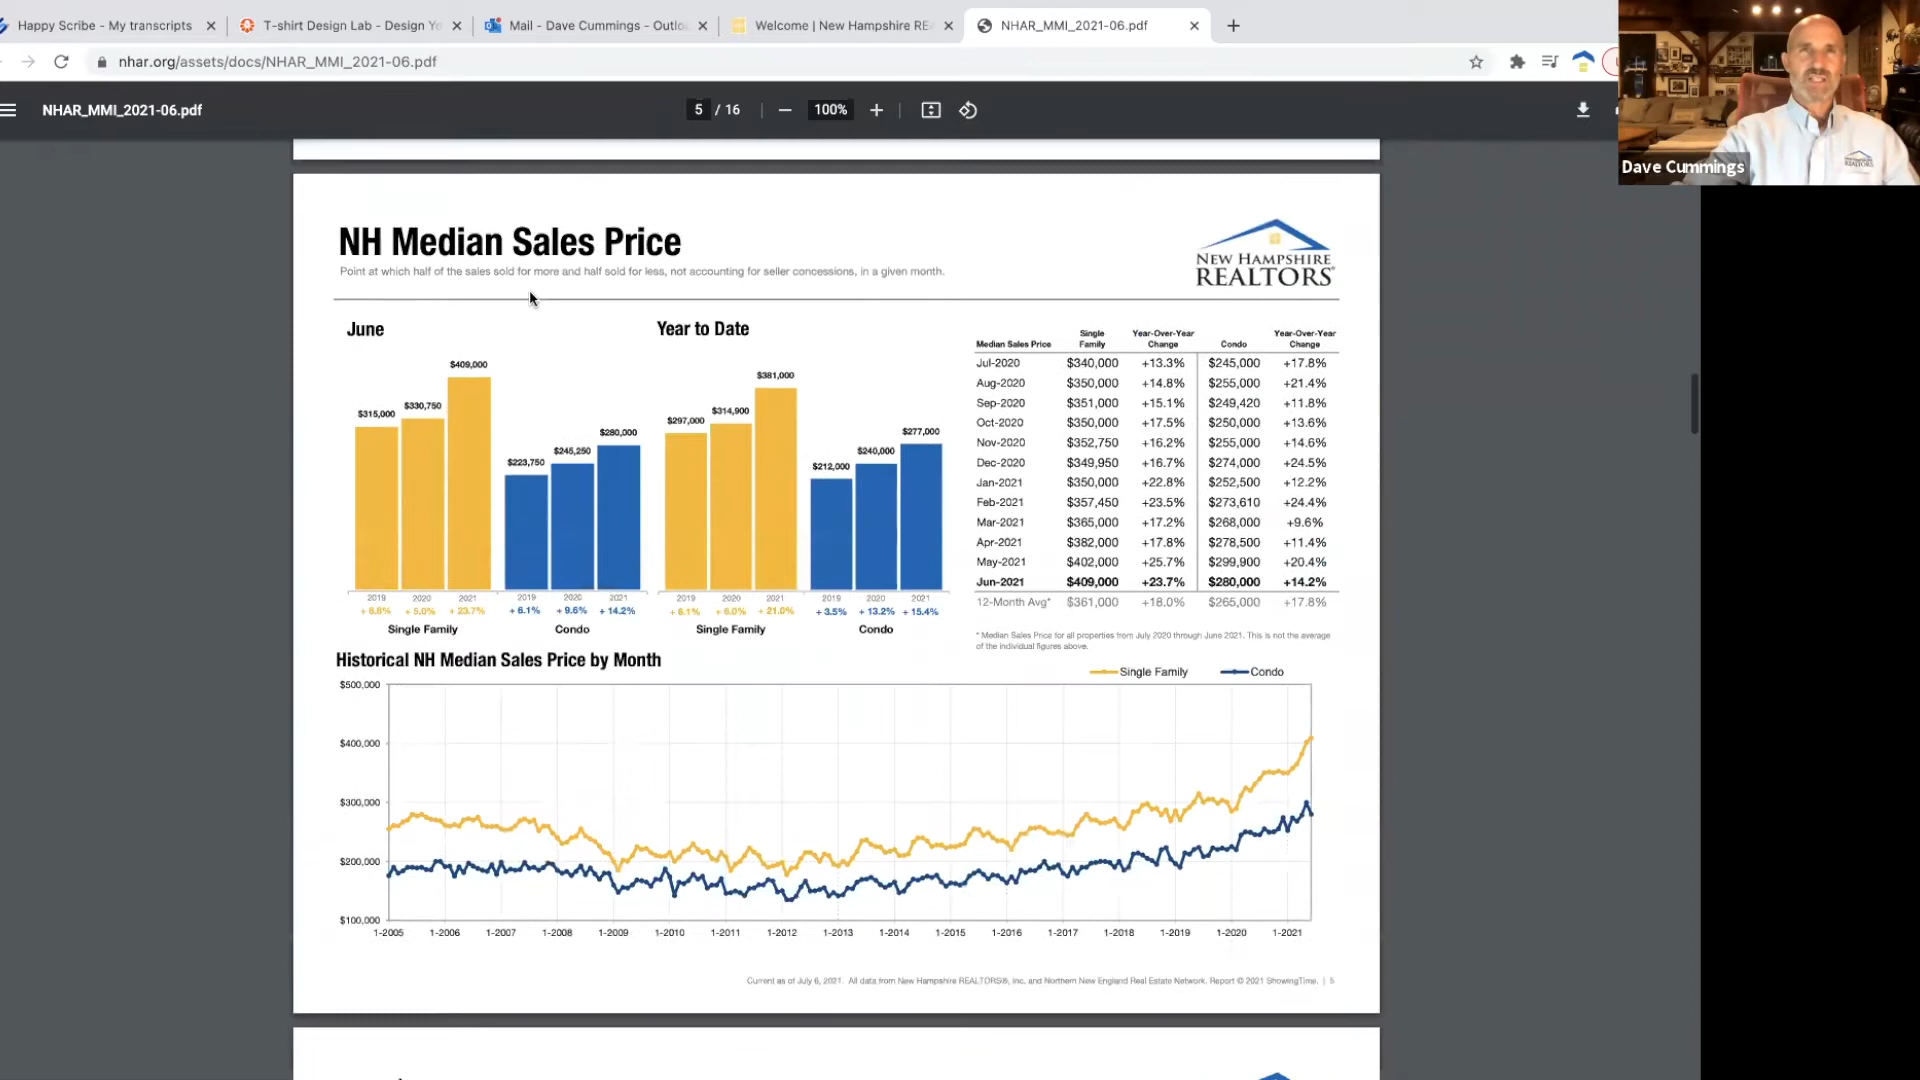 Happy Scribe - My transcripts
T-shirt Design Lab - Design Yo
Mail - Dave Cummings - Outlo
Welcome | New Hampshire RE
NHAR_MMI_2021-06.pdf
nhar.org/assets/docs/NHAR_MMI_2021-06.pdf
NHAR_MMI_2021-06.pdf
5 / 16
100%
Dave Cummings
NH Median Sales Price
Point at which half of the sales sold for more and half sold for less, not accounting for seller concessions, in a given month.
NEW HAMPSHIRE
REALTORS®
June
$315,000 $330,750 $409,000
$223,750 $245,250 $280,000
2019 2020 2021 2019 2020 2021
+ 6.8% + 5.0% + 23.7% + 6.1% + 9.6% + 14.2%
Single Family Condo
Year to Date
$297,000 $314,900 $381,000
$212,000 $240,000 $277,000
2019 2020 2021 2019 2020 2021
+ 6.1% + 6.0% + 21.0% + 3.5% + 13.2% + 15.4%
Single Family Condo
Median Sales Price Single Family Year-Over-Year Change Condo Year-Over-Year Change
Jul-2020 $340,000 +13.3% $245,000 +17.8%
Aug-2020 $350,000 +14.8% $255,000 +21.4%
Sep-2020 $351,000 +15.1% $249,420 +11.8%
Oct-2020 $350,000 +17.5% $250,000 +13.6%
Nov-2020 $352,750 +16.2% $255,000 +14.6%
Dec-2020 $349,950 +16.7% $274,000 +24.5%
Jan-2021 $350,000 +22.8% $252,500 +12.2%
Feb-2021 $357,450 +23.5% $273,610 +24.4%
Mar-2021 $365,000 +17.2% $268,000 +9.6%
Apr-2021 $382,000 +17.8% $278,500 +11.4%
May-2021 $402,000 +25.7% $299,900 +20.4%
Jun-2021 $409,000 +23.7% $280,000 +14.2%
12-Month Avg* $361,000 +18.0% $265,000 +17.8%
* Median Sales Price for all properties from July 2020 through June 2021. This is not the average
of the individual figures above.
Historical NH Median Sales Price by Month
Single Family Condo
$500,000
$400,000
$300,000
$200,000
$100,000
1-2005 1-2006 1-2007 1-2008 1-2009 1-2010 1-2011 1-2012 1-2013 1-2014 1-2015 1-2016 1-2017 1-2018 1-2019 1-2020 1-2021
Current as of July 6, 2021. All data from New Hampshire REALTORS®, Inc. and Northern New England Real Estate Network. Report © 2021 ShowingTime. | 5